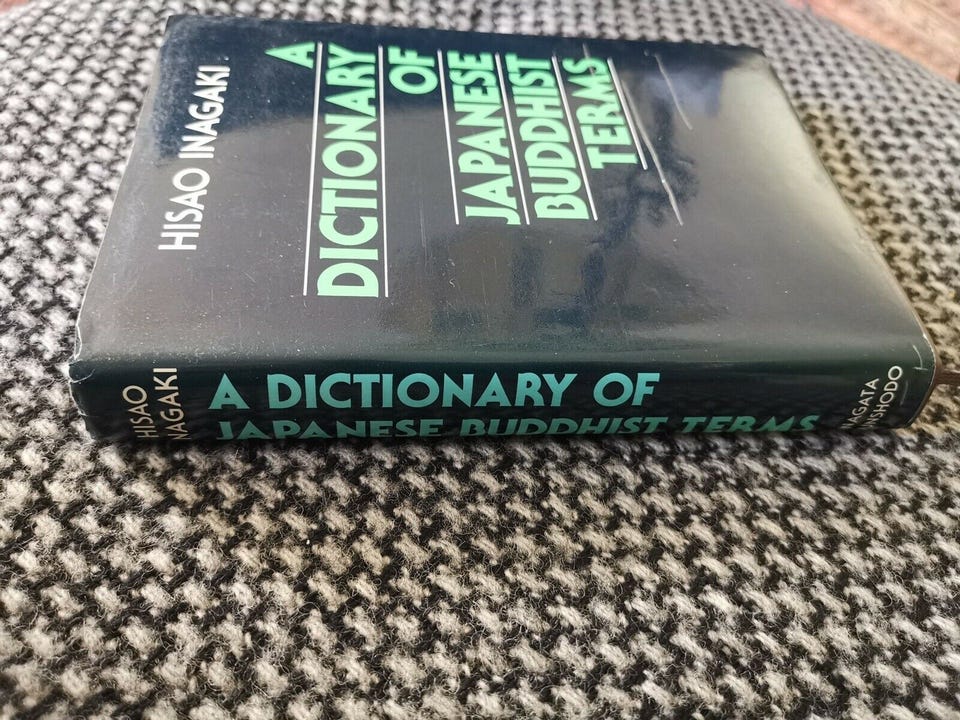 HISAO INAGAKI
A
DICTIONARY
OF
JAPANESE
BUDDHIST
TERMS
HISAO
INAGAKI
A DICTIONARY OF
JAPANESE BUDDHIST TERMS
NAGATA
BUNSHODO